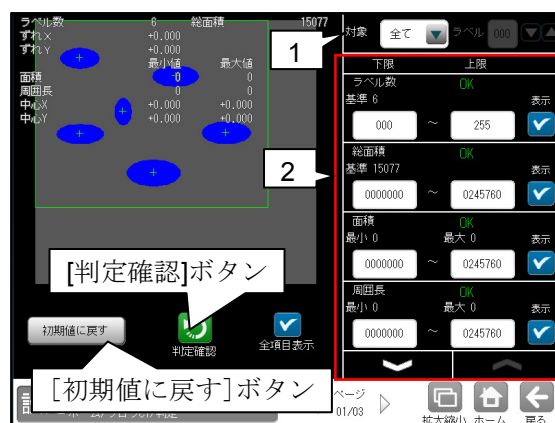 ラベル数 6 総面積 15077
ずれX +0.000
ずれY +0.000
最小値 最大値
面積 0 0
周囲長 0 0
中心X +0.000 +0.000
中心Y +0.000 +0.000
1
対象 全て ラベル 000
下限 上限
ラベル数 OK
基準 6 表示
000 ~ 255
2
総面積 OK
基準 15077 表示
0000000 ~ 0245760
面積 OK
最小 0 最大 0 表示
0000000 ~ 0245760
周囲長 OK
最小 0 最大 0 表示
0000000 ~ 0245760
[判定確認]ボタン
初期値に戻す
判定確認
全項目表示
[初期値に戻す]ボタン
ページ
01/03
拡大縮小 ホーム 戻る